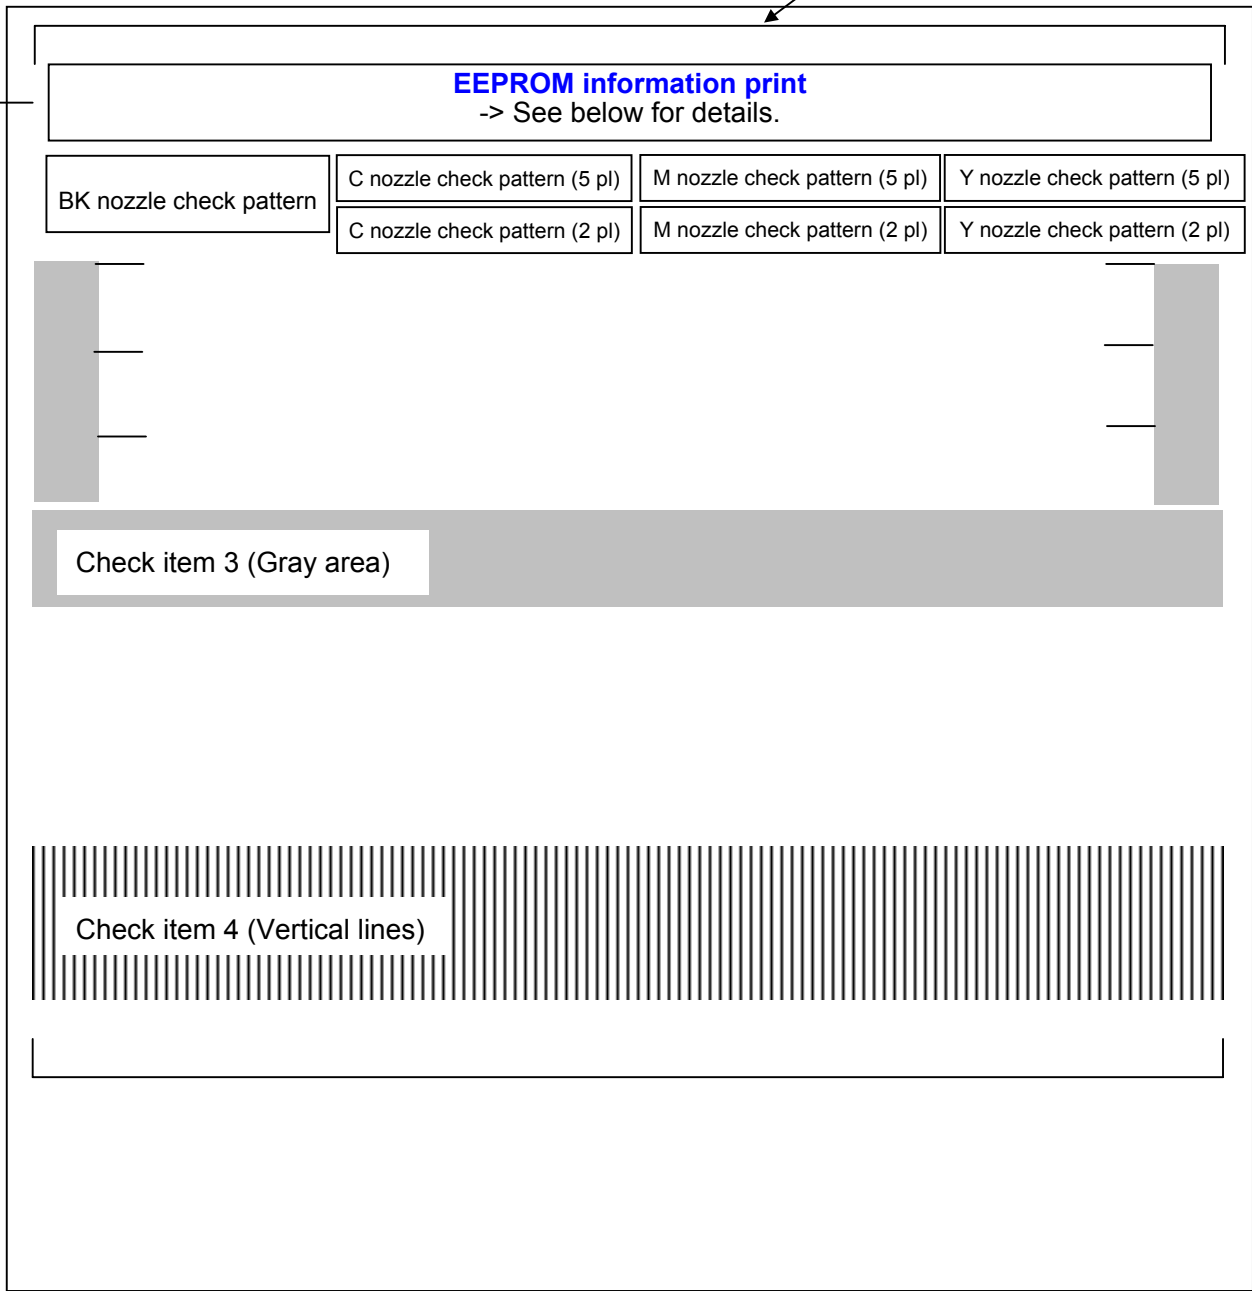 EEPROM information print
-> See below for details.
BK nozzle check pattern
C nozzle check pattern (5 pl)
M nozzle check pattern (5 pl)
Y nozzle check pattern (5 pl)
C nozzle check pattern (2 pl)
M nozzle check pattern (2 pl)
Y nozzle check pattern (2 pl)
Check item 3 (Gray area)
Check item 4 (Vertical lines)